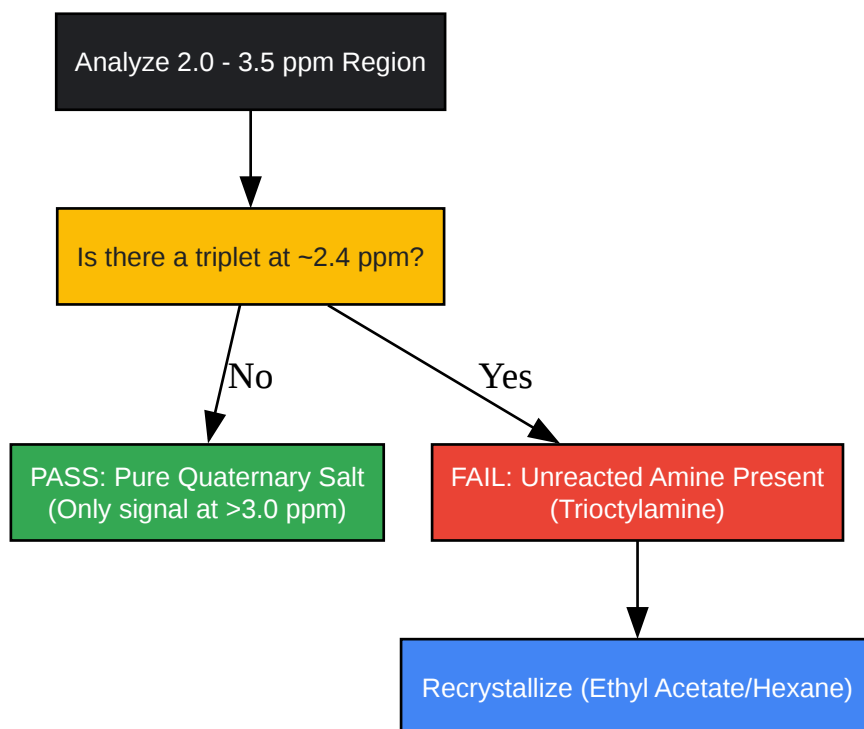 Analyze 2.0 - 3.5 ppm Region
Is there a triplet at ~2.4 ppm?
No
Yes
PASS: Pure Quaternary Salt
(Only signal at >3.0 ppm)
FAIL: Unreacted Amine Present
(Trioctylamine)
Recrystallize (Ethyl Acetate/Hexane)